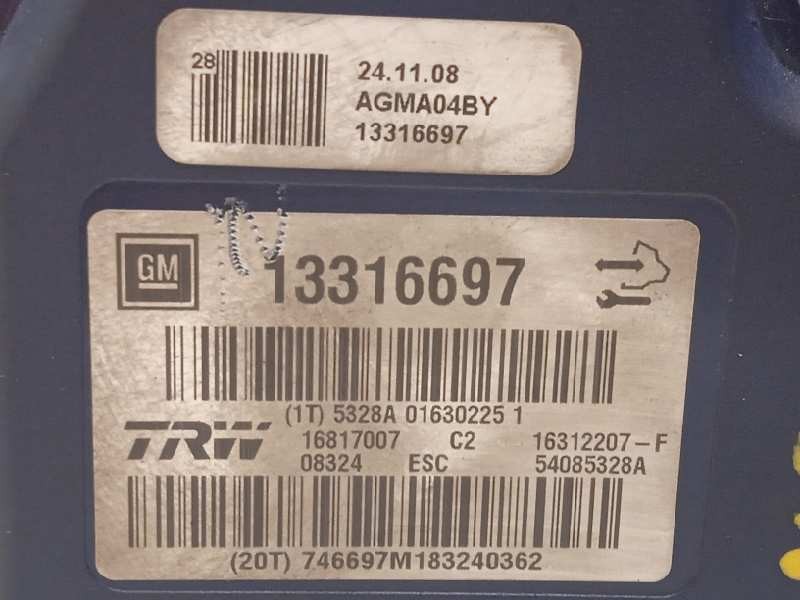 28
24.11.08
AGMA04BY
13316697
GM
13316697
(1T) 5328A 01630225 1
TRW
16817007 C2 16312207-F
08324 ESC 54085328A
(20T) 746697M183240362